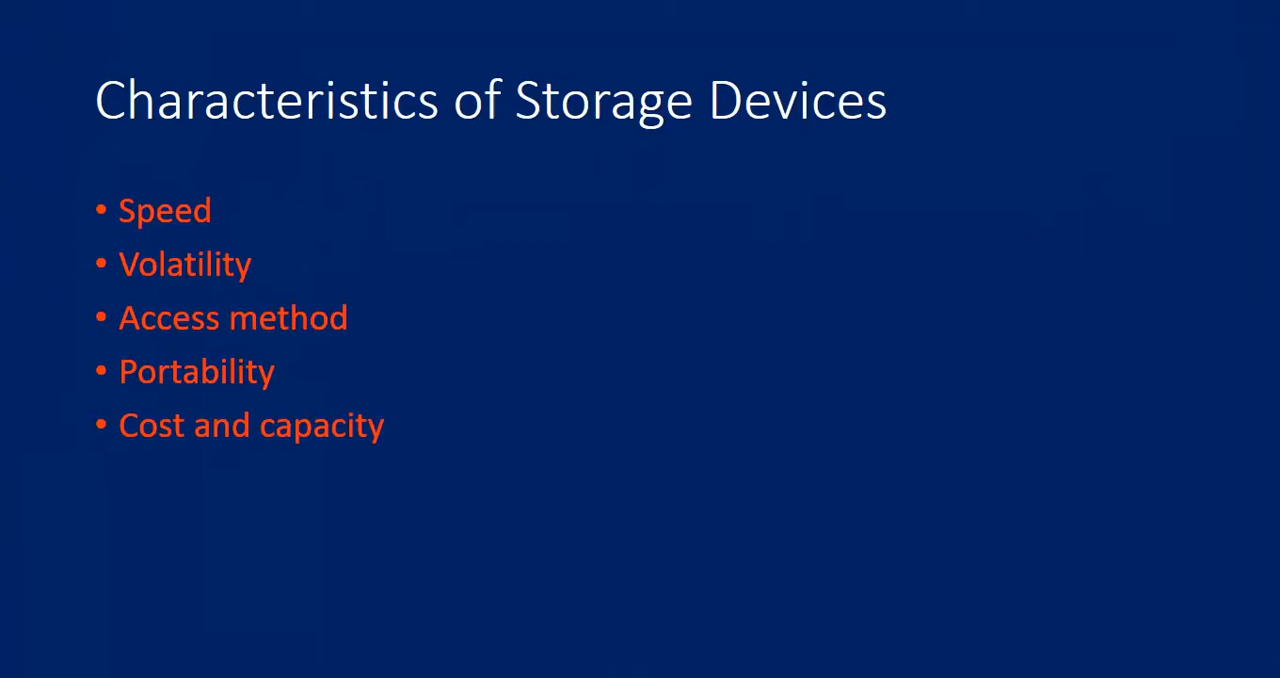 Characteristics of Storage Devices
• Speed
• Volatility
• Access method
• Portability
• Cost and capacity